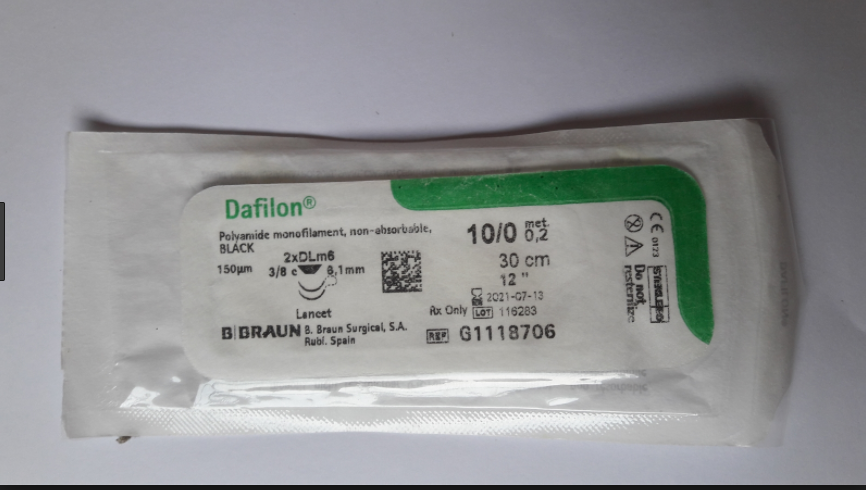 Dafilon®
Polyamide monofilament, non-absorbable,
BLACK
2xDLm6
150µm 3/8 c 6,1mm
Lancet
B|BRAUN B. Braun Surgical, S.A.
Rubí. Spain
10/0 met. 0,2
30 cm
12 "
2021-07-13
Rx Only LOT 116283
REF G1118706
CE 0123
STERILE EO
Do not
resterilize